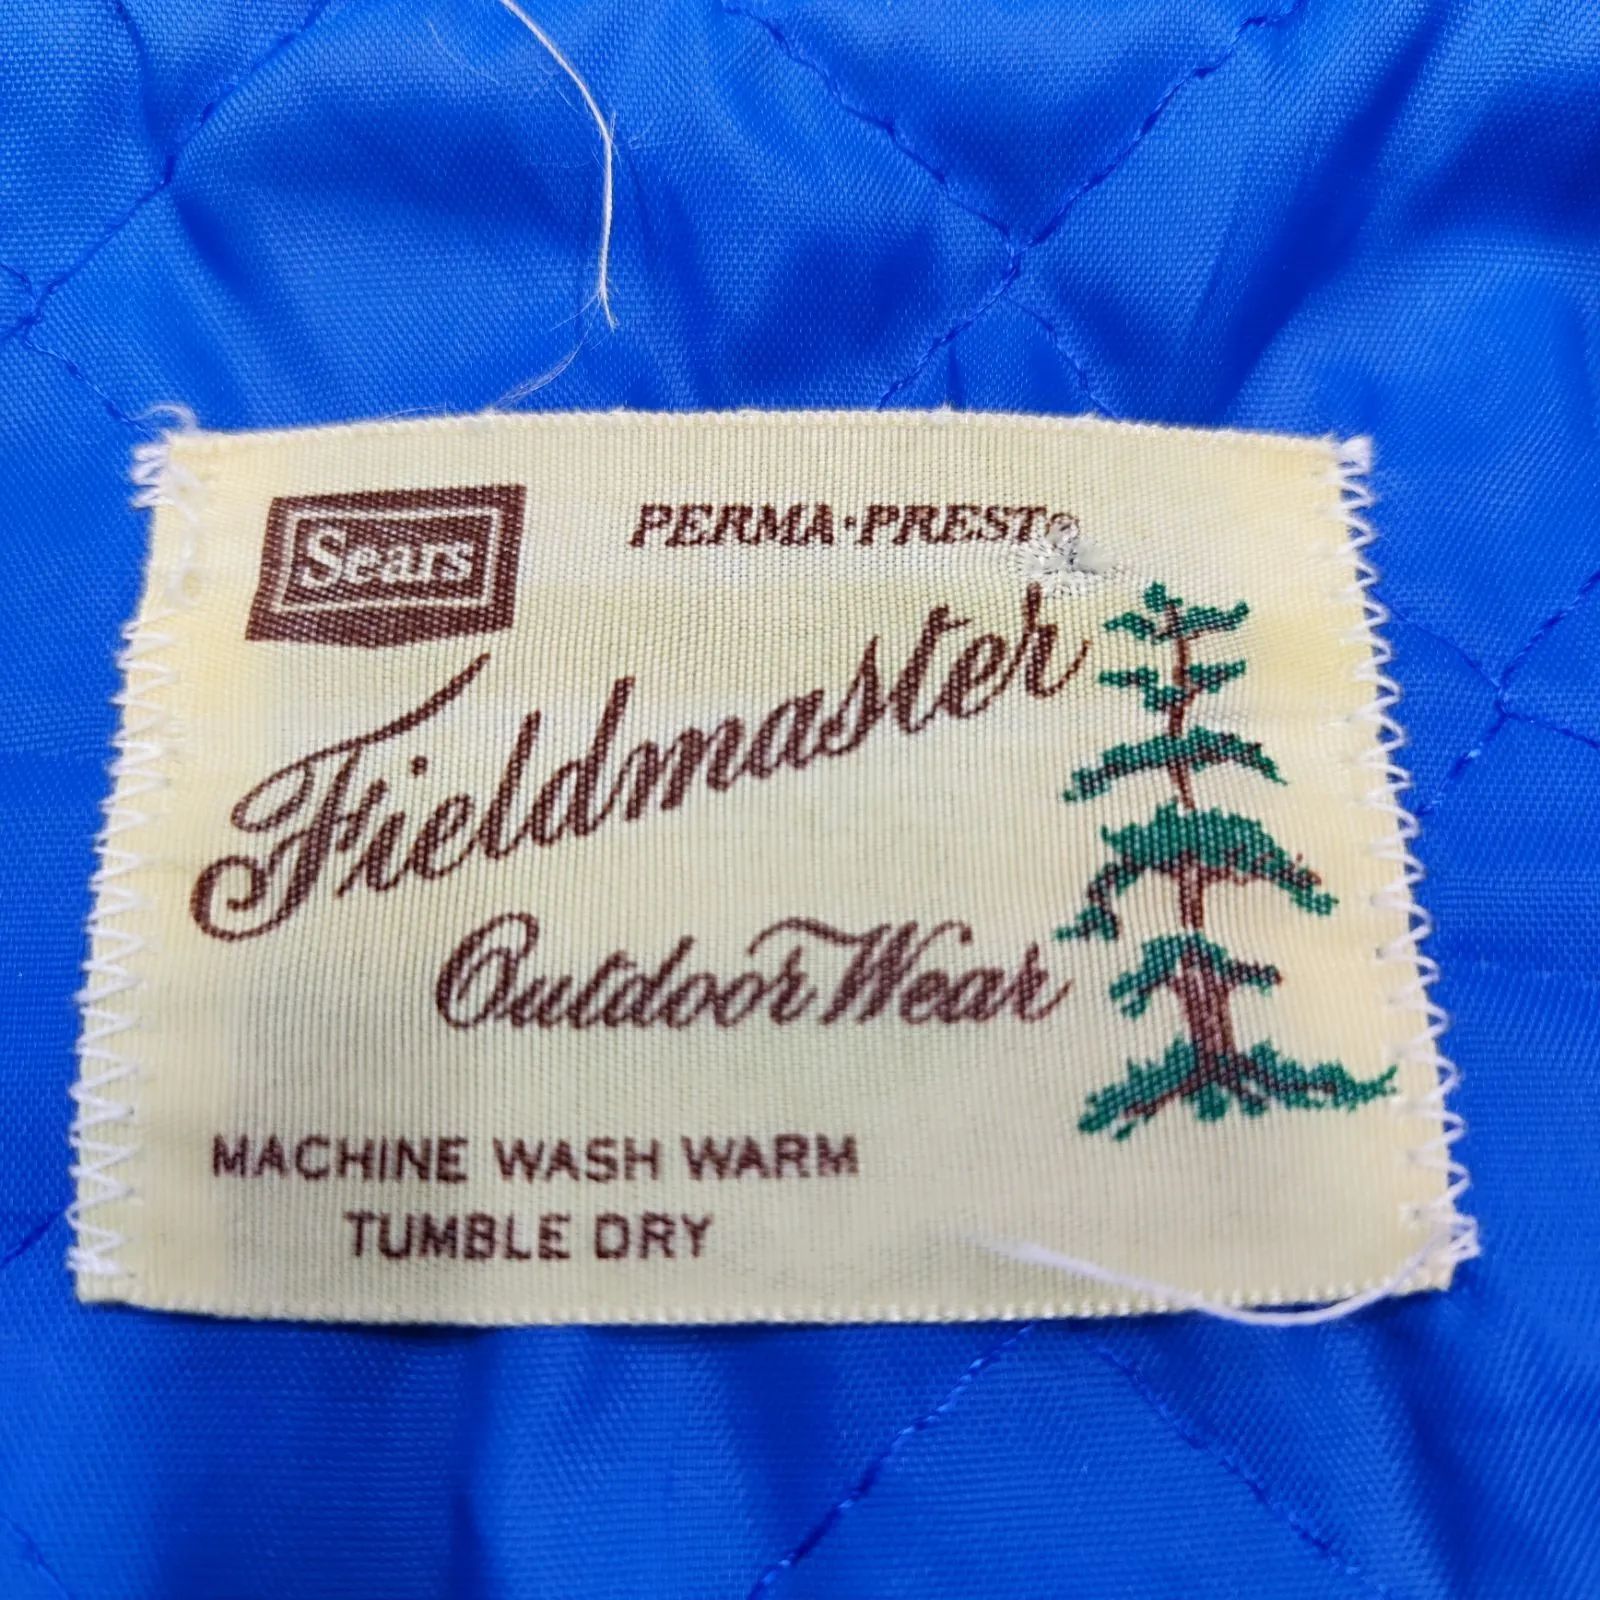 Sears
PERMA·PREST®
Fieldmaster
Outdoor Wear
MACHINE WASH WARM
TUMBLE DRY